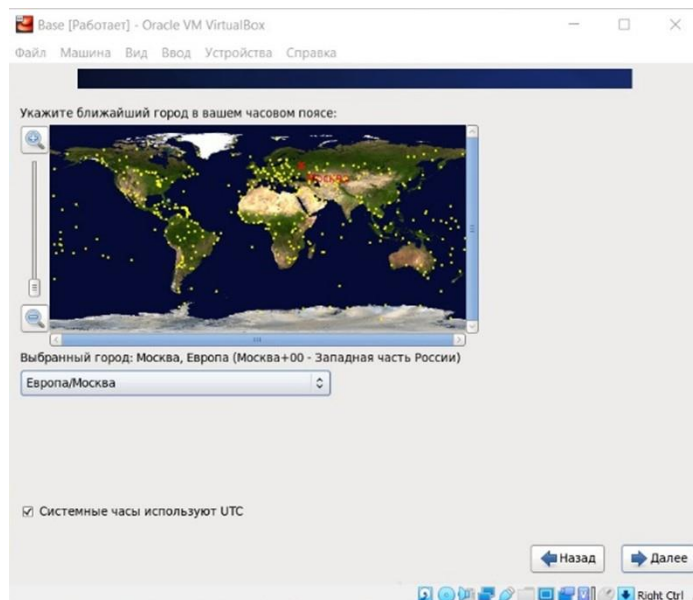 Base [Работает] - Oracle VM VirtualBox
Файл Машина Вид Ввод Устройства Справка
Укажите ближайший город в вашем часовом поясе:
Москва
Выбранный город: Москва, Европа (Москва+00 - Западная часть России)
Европа/Москва
Системные часы используют UTC
Назад Далее
Right Ctrl